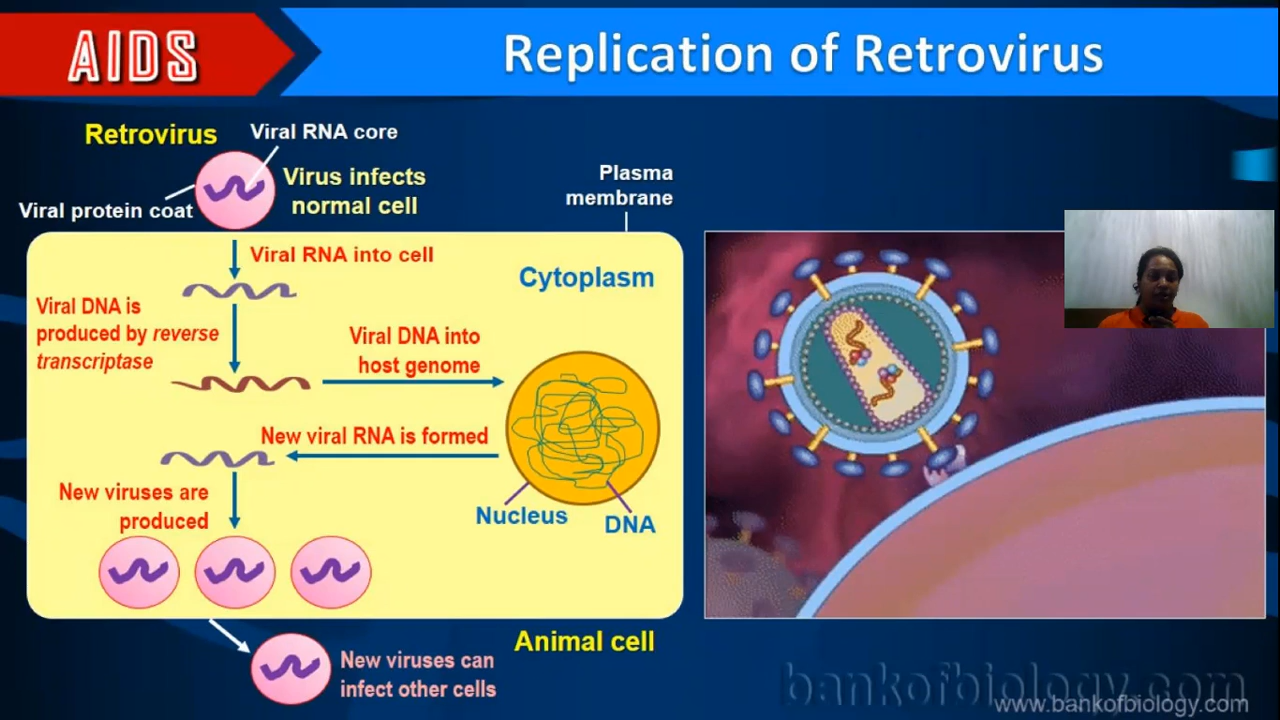 AIDS
Replication of Retrovirus
Retrovirus
Viral RNA core
Virus infects
normal cell
Viral protein coat
Plasma
membrane
Viral RNA into cell
Cytoplasm
Viral DNA is
produced by reverse
transcriptase
Viral DNA into
host genome
New viral RNA is formed
New viruses are
produced
Nucleus
DNA
Animal cell
New viruses can
infect other cells
bankofbiology.com
www.bankofbiology.com